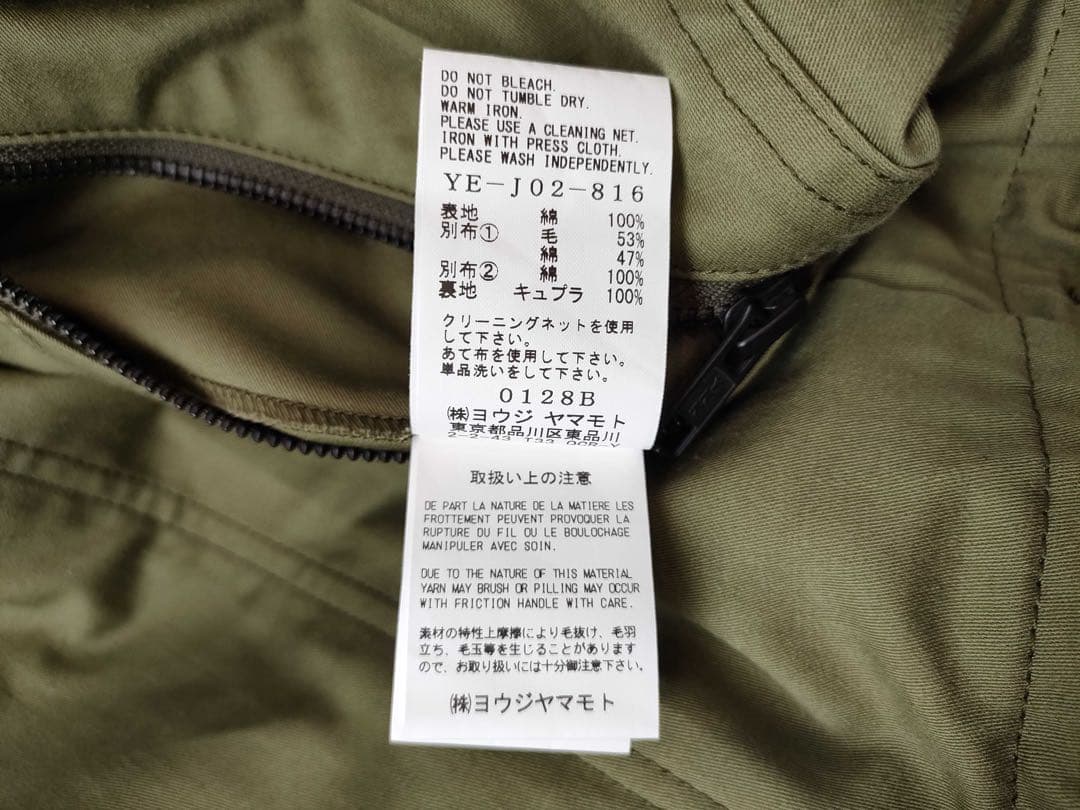 DO NOT BLEACH.
DO NOT TUMBLE DRY.
WARM IRON.
PLEASE USE A CLEANING NET.
IRON WITH PRESS CLOTH.
PLEASE WASH INDEPENDENTLY.
YE-J02-816
表地 綿 100%
別布① 毛 53%
綿 47%
別布② 綿 100%
裏地 キュプラ 100%
クリーニングネットを使用
して下さい。
あて布を使用して下さい。
単品洗いをして下さい。
0128B
㈱ヨウジ ヤマモト
東京都品川区東品川
2-2-43 T33
取扱い上の注意
DE PART LA NATURE DE LA MATIERE LES
FROTTEMENT PEUVENT PROVOQUER LA
RUPTURE DU FIL OU LE BOULOCHAGE
MANIPULER AVEC SOIN.
DUE TO THE NATURE OF THIS MATERIAL
YARN MAY BRUSH OR PILLING MAY OCCUR
WITH FRICTION HANDLE WITH CARE.
素材の特性上摩擦により毛抜け、毛羽
立ち、毛玉等を生じることがあります
ので、お取り扱いには十分御注意下さい。
㈱ヨウジヤマモト